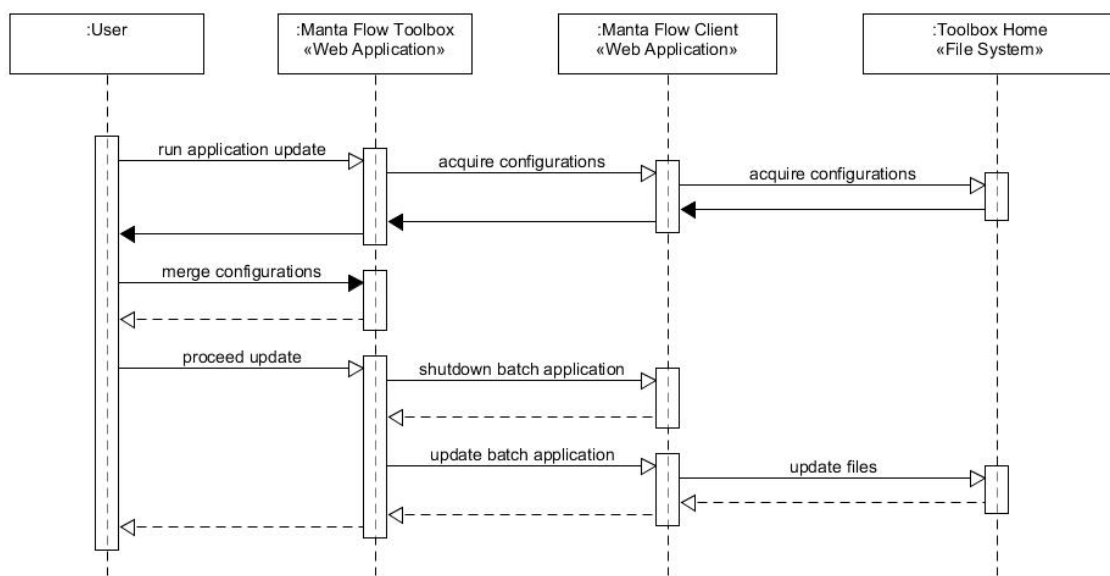 :User
:Manta Flow Toolbox
«Web Application»
:Manta Flow Client
«Web Application»
:Toolbox Home
«File System»
run application update
acquire configurations
acquire configurations
merge configurations
proceed update
shutdown batch application
update batch application
update files